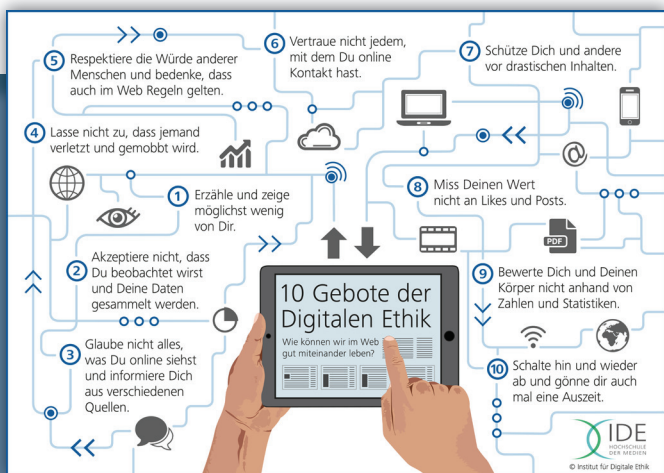 5 Respektiere die Würde anderer
Menschen und bedenke, dass
auch im Web Regeln gelten.
6 Vertraue nicht jedem,
mit dem Du online
Kontakt hast.
7 Schütze Dich und andere
vor drastischen Inhalten.
4 Lasse nicht zu, dass jemand
verletzt und gemobbt wird.
@
1 Erzähle und zeige
möglichst wenig
von Dir.
8 Miss Deinen Wert
nicht an Likes und Posts.
PDF
2 Akzeptiere nicht, dass
Du beobachtet wirst
und Deine Daten
gesammelt werden.
9 Bewerte Dich und Deinen
Körper nicht anhand von
Zahlen und Statistiken.
10 Gebote der
Digitalen Ethik
Wie können wir im Web
gut miteinander leben?
3 Glaube nicht alles,
was Du online siehst
und informiere Dich
aus verschiedenen
Quellen.
10 Schalte hin und wieder
ab und gönne dir auch
mal eine Auszeit.
IDE
HOCHSCHULE
DER MEDIEN
© Institut für Digitale Ethik